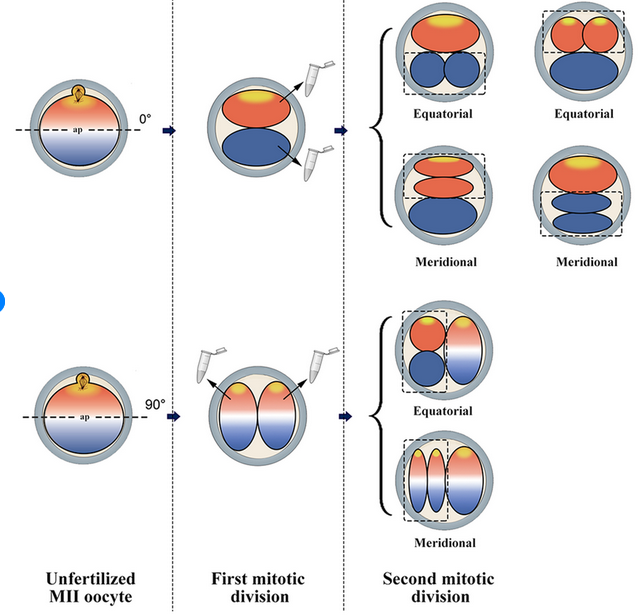 ap
0°
Equatorial
Equatorial
Meridional
Meridional
ap
90°
Equatorial
Meridional
Unfertilized
MII oocyte
First mitotic
division
Second mitotic
division